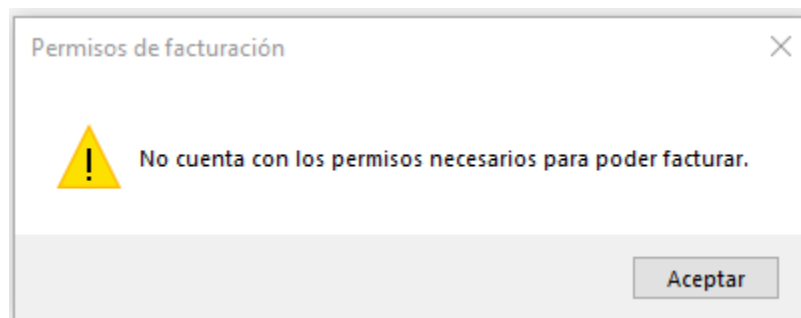 Permisos de facturación
No cuenta con los permisos necesarios para poder facturar.
Aceptar